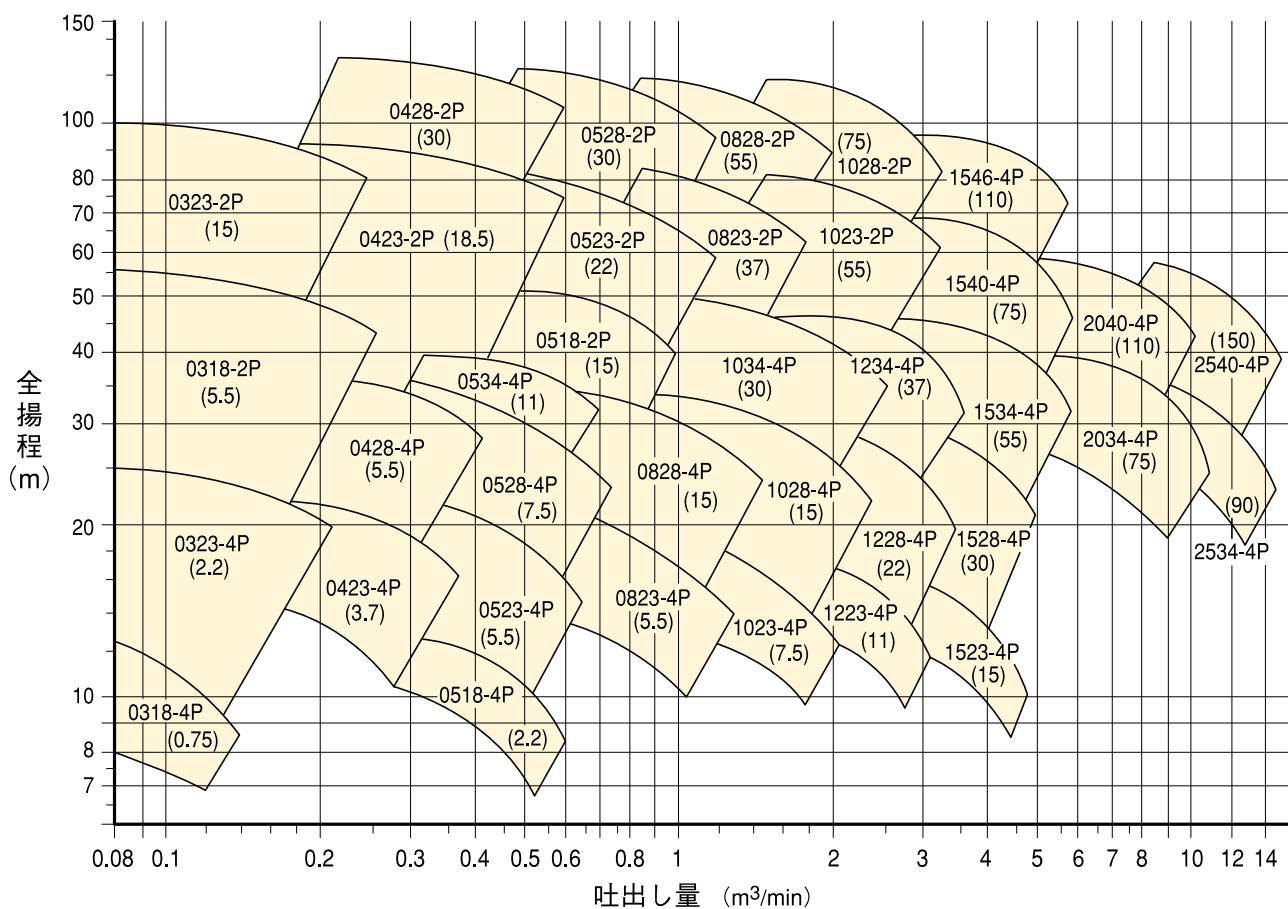 150
100
80
70
60
50
40
30
20
10
8
7
全揚程
(m)
0428-2P
(30)
0528-2P
(30)
0828-2P
(55)
(75)
1028-2P
1546-4P
(110)
0323-2P
(15)
0423-2P (18.5)
0523-2P
(22)
0823-2P
(37)
1023-2P
(55)
1540-4P
(75)
2040-4P
(110)
(150)
2540-4P
0318-2P
(5.5)
0534-4P
(11)
0518-2P
(15)
1034-4P
(30)
1234-4P
(37)
1534-4P
(55)
2034-4P
(75)
(90)
2534-4P
0428-4P
(5.5)
0528-4P
(7.5)
0828-4P
(15)
1028-4P
(15)
1228-4P
(22)
1528-4P
(30)
0323-4P
(2.2)
0423-4P
(3.7)
0523-4P
(5.5)
0823-4P
(5.5)
1023-4P
(7.5)
1223-4P
(11)
1523-4P
(15)
0318-4P
(0.75)
0518-4P
(2.2)
0.08 0.1 0.2 0.3 0.4 0.5 0.6 0.8 1 2 3 4 5 6 7 8 10 12 14
吐出し量 (m³/min)